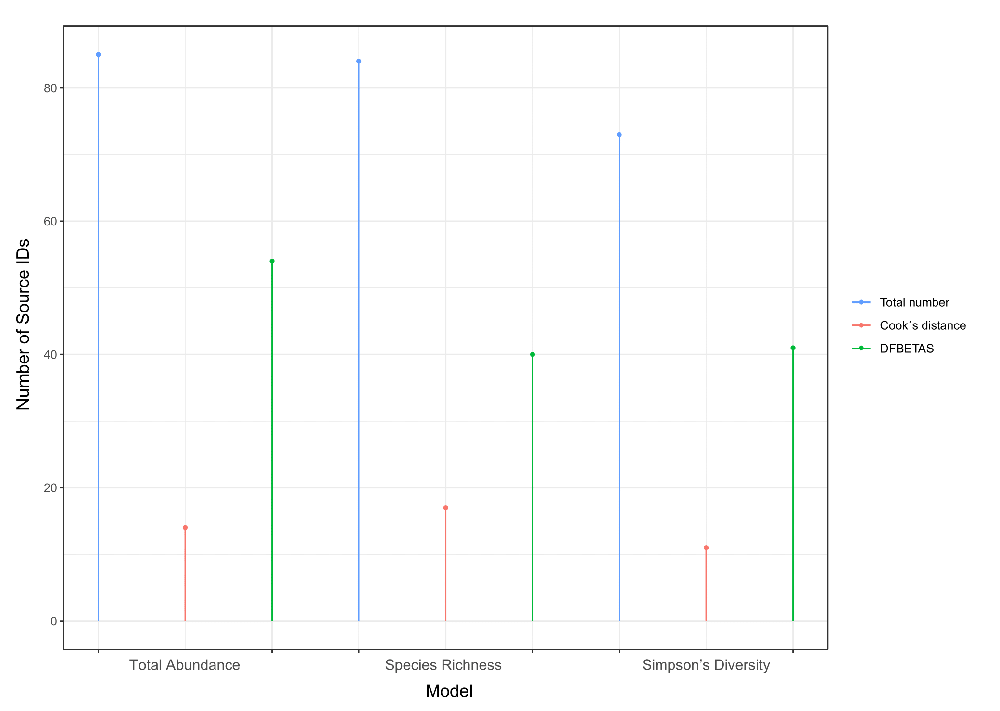 80
60
40
20
0
Number of Source IDs
Total Abundance
Species Richness
Simpson’s Diversity
Model
Total number
Cook´s distance
DFBETAS